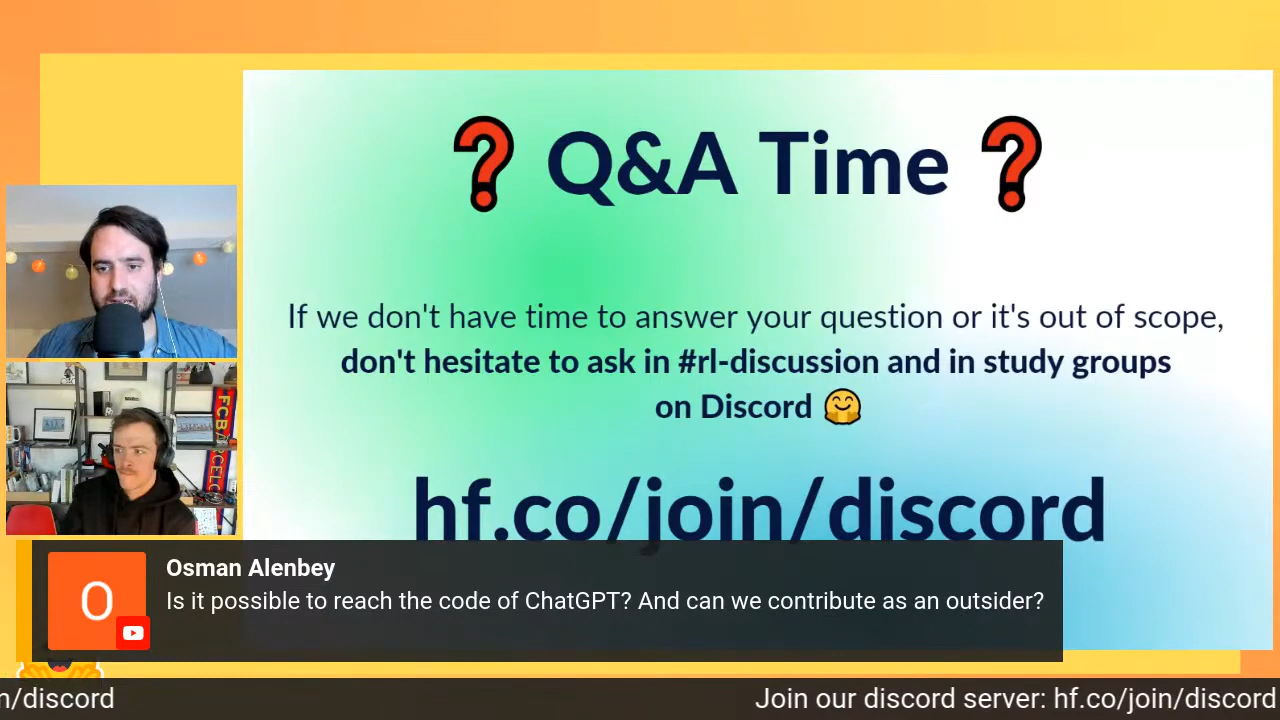 ❓ Q&A Time ❓
If we don't have time to answer your question or it's out of scope,
don't hesitate to ask in #rl-discussion and in study groups
on Discord 🤗
hf.co/join/discord
FCBARCEL
O
Osman Alenbey
Is it possible to reach the code of ChatGPT? And can we contribute as an outsider?
n/discord
Join our discord server: hf.co/join/discord